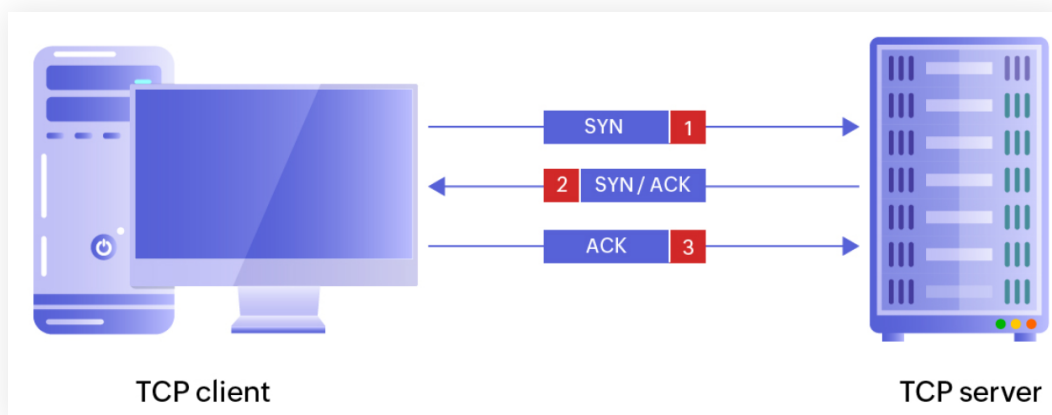 SYN 1
2 SYN / ACK
ACK 3
TCP client
TCP server